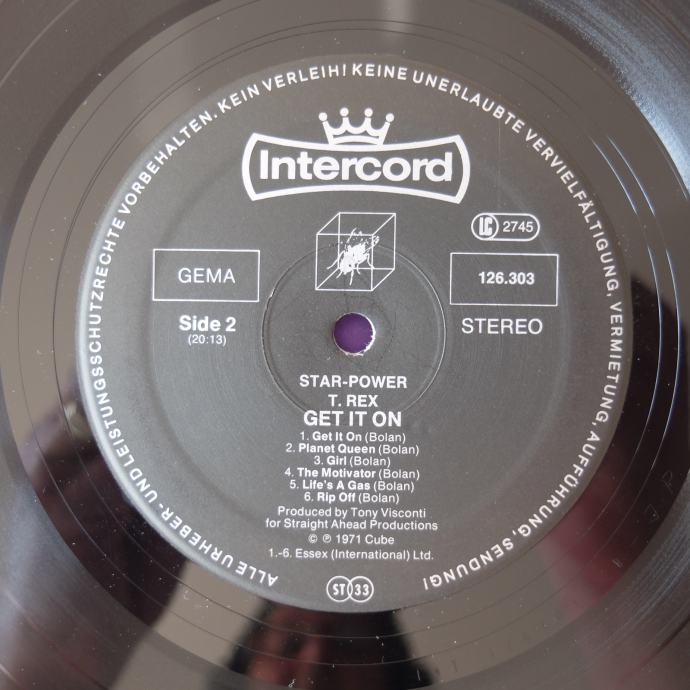 ALLE URHEBER- UND LEISTUNGSSCHUTZRECHTE VORBEHALTEN. KEIN VERLEIH! KEINE UNERLAUBTE VERVIELFÄLTIGUNG, VERMIETUNG, AUFFÜHRUNG, SENDUNG!
Intercord
LC 2745
GEMA
126.303
Side 2
(20:13)
STEREO
STAR-POWER
T. REX
GET IT ON
1. Get It On (Bolan)
2. Planet Queen (Bolan)
3. Girl (Bolan)
4. The Motivator (Bolan)
5. Life's A Gas (Bolan)
6. Rip Off (Bolan)
Produced by Tony Visconti
for Straight Ahead Productions
© ℗ 1971 Cube
1.-6. Essex (International) Ltd.
ST 33